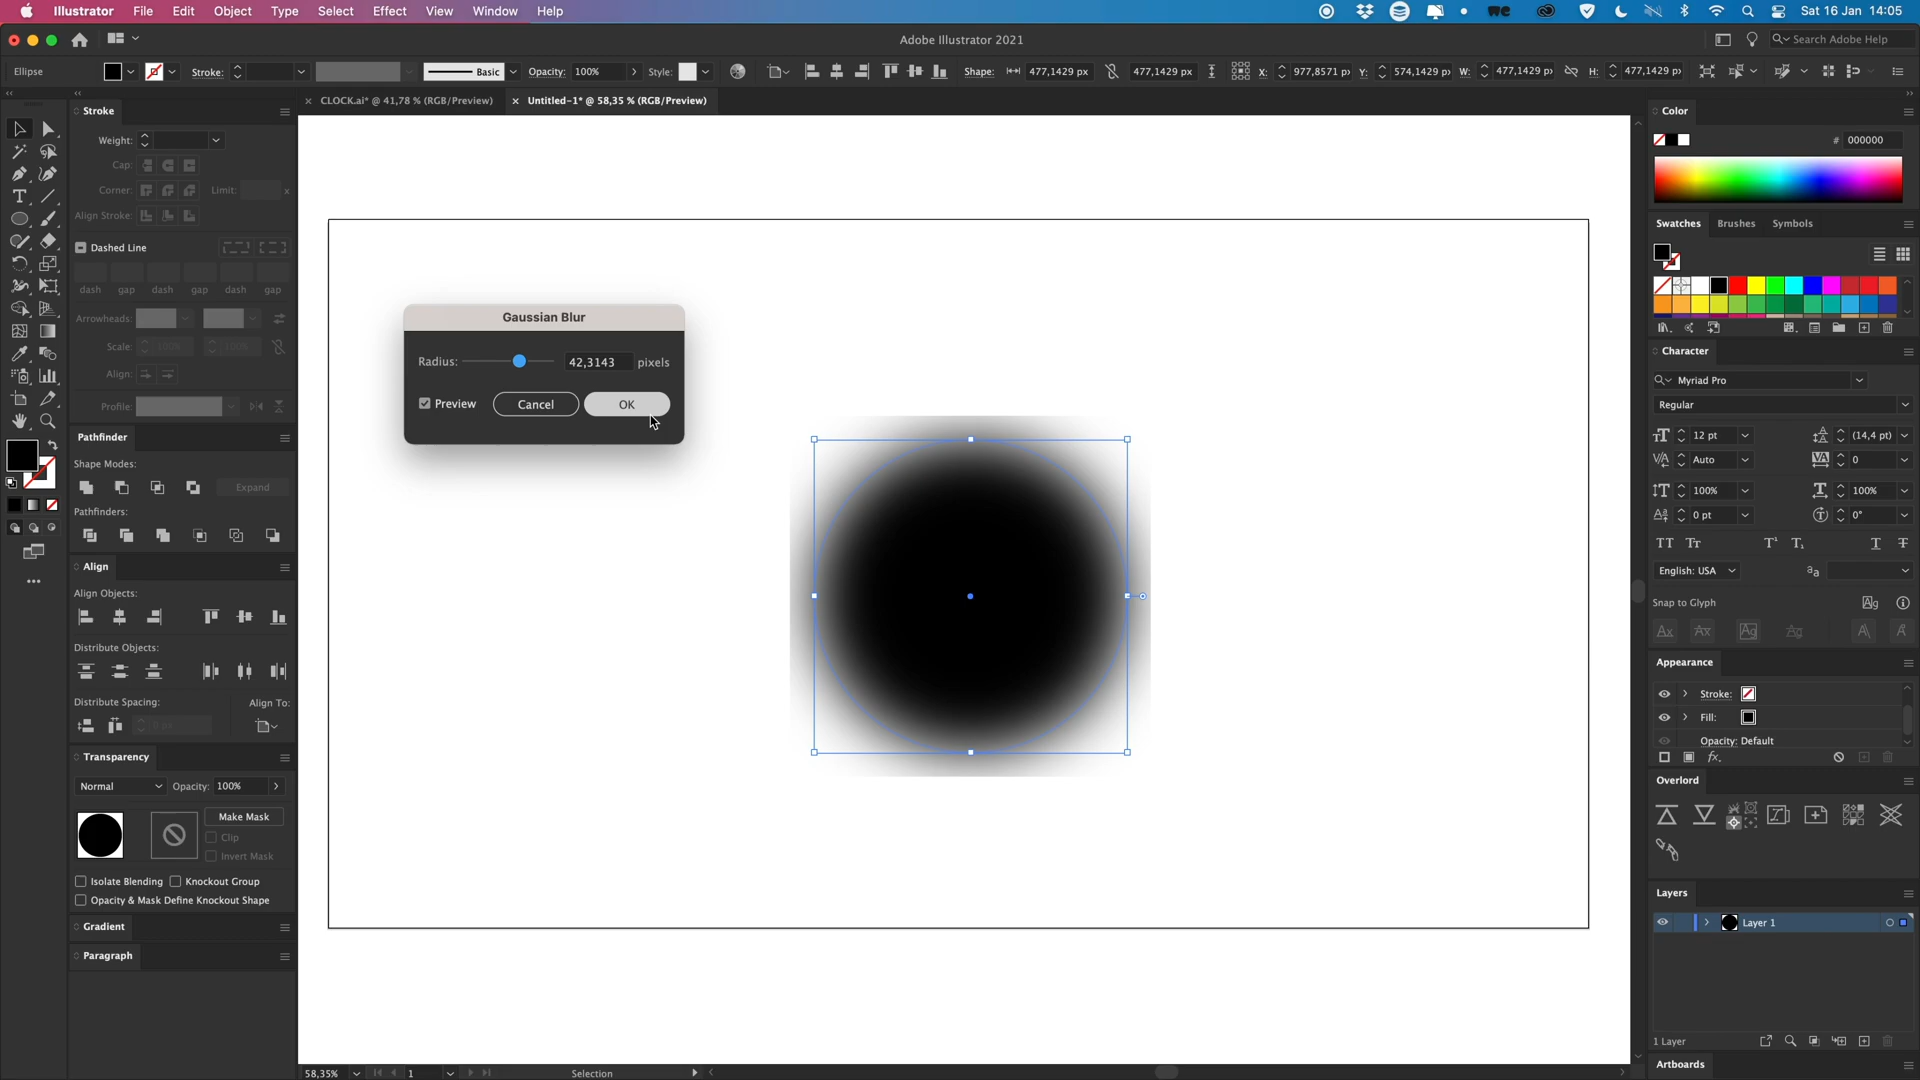 Illustrator File Edit Object Type Select Effect View Window Help
Sat 16 Jan 14:05
Adobe Illustrator 2021
Search Adobe Help
Ellipse
Stroke:
Basic
Opacity: 100%
Style:
Shape:
477,1429 px
477,1429 px
X: 977,8571 px
Y: 574,1429 px
W: 477,1429 px
H: 477,1429 px
CLOCK.ai* @ 41,78 % (RGB/Preview)
Untitled-1* @ 58,35 % (RGB/Preview)
Stroke
Weight:
Cap:
Corner:
Limit:
x
Align Stroke:
Dashed Line
dash gap dash gap dash gap
Arrowheads:
Scale: 100% 100%
Align:
Profile:
Pathfinder
Shape Modes:
Expand
Pathfinders:
Align
Align Objects:
Distribute Objects:
Distribute Spacing:
Align To:
0 px
Transparency
Normal
Opacity: 100%
Make Mask
Clip
Invert Mask
Isolate Blending
Knockout Group
Opacity & Mask Define Knockout Shape
Gradient
Paragraph
Gaussian Blur
Radius:
42,3143 pixels
Preview
Cancel
OK
58,35%
1
Selection
Color
# 000000
Swatches Brushes Symbols
Character
Myriad Pro
Regular
12 pt
(14,4 pt)
Auto
0
100%
100%
0 pt
0°
English: USA
Snap to Glyph
Appearance
Stroke:
Fill:
Opacity: Default
Overlord
Layers
Layer 1
1 Layer
Artboards